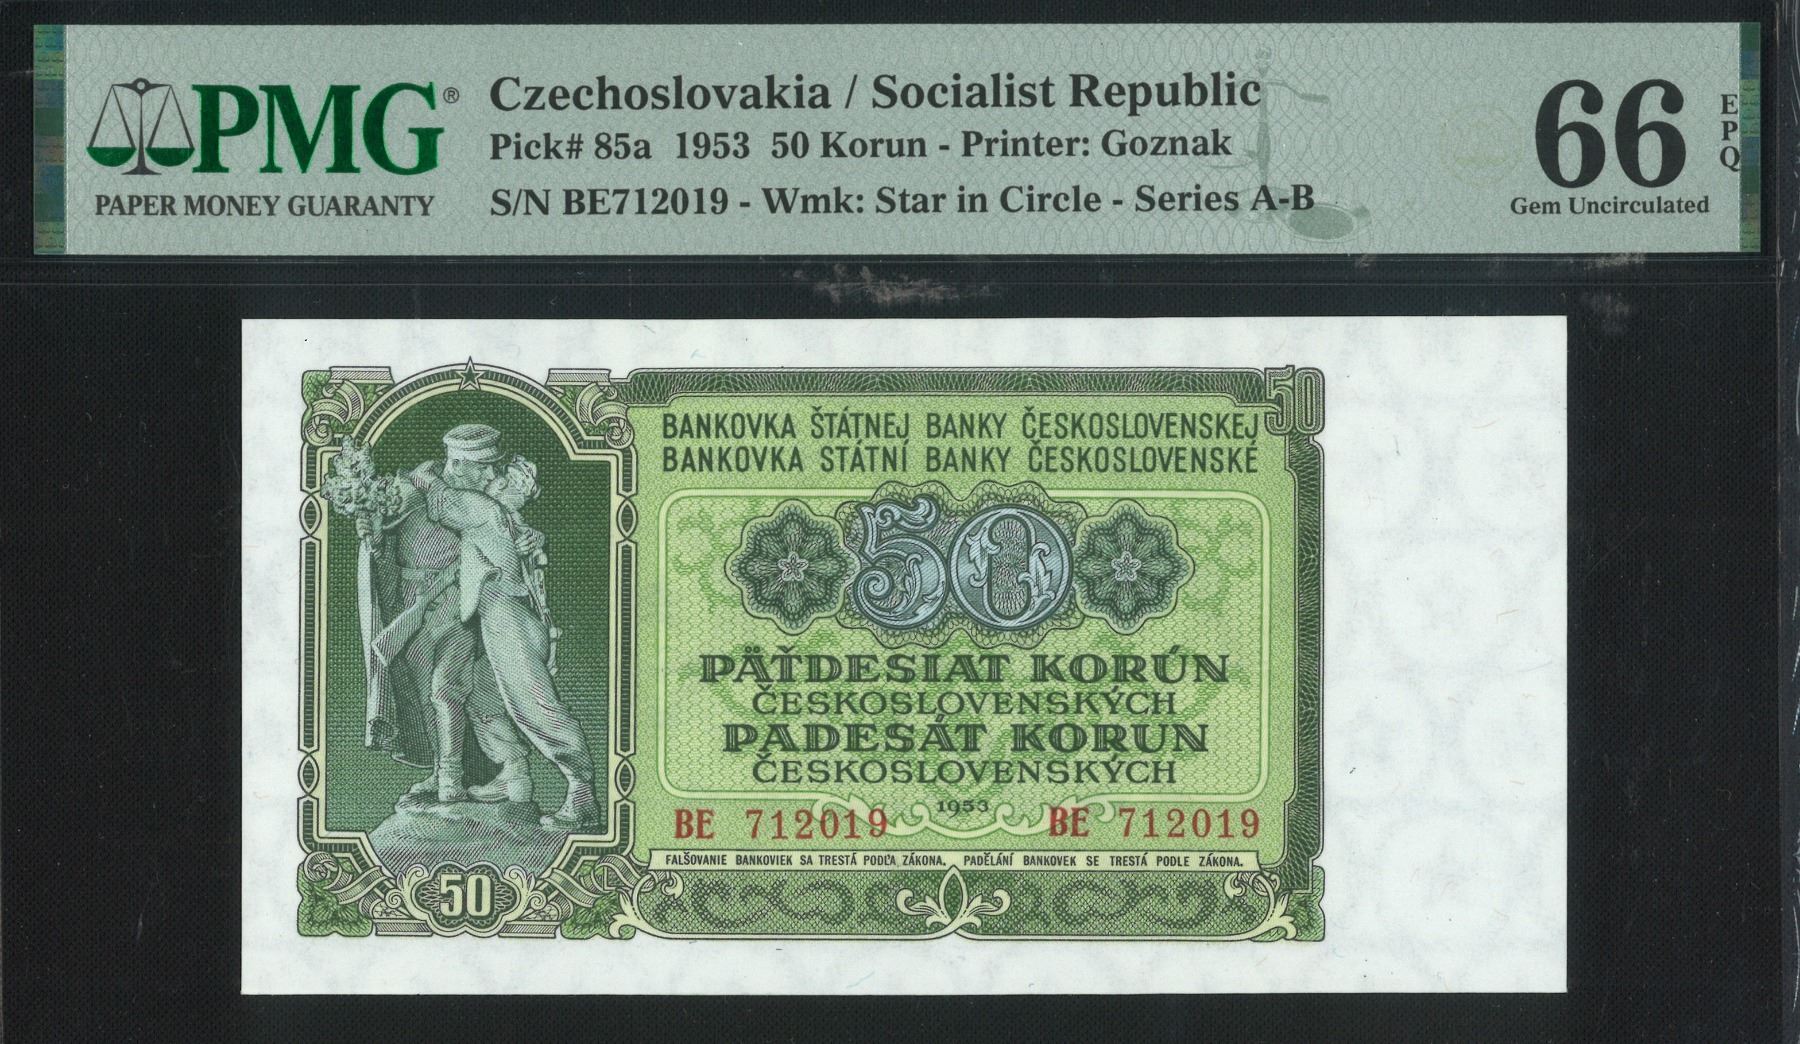 PMG®
PAPER MONEY GUARANTY
Czechoslovakia / Socialist Republic
Pick# 85a 1953 50 Korun - Printer: Goznak
S/N BE712019 - Wmk: Star in Circle - Series A-B
66 EPQ
Gem Uncirculated
50
BANKOVKA ŠTÁTNEJ BANKY ČESKOSLOVENSKEJ
BANKOVKA STÁTNÍ BANKY ČESKOSLOVENSKÉ
50
PÄŤDESIAT KORÚN
ČESKOSLOVENSKÝCH
PADESÁT KORUN
ČESKOSLOVENSKÝCH
1953
BE 712019 BE 712019
FALŠOVANIE BANKOVIEK SA TRESTÁ PODĽA ZÁKONA. PADĚLÁNÍ BANKOVEK SE TRESTÁ PODLE ZÁKONA.
50